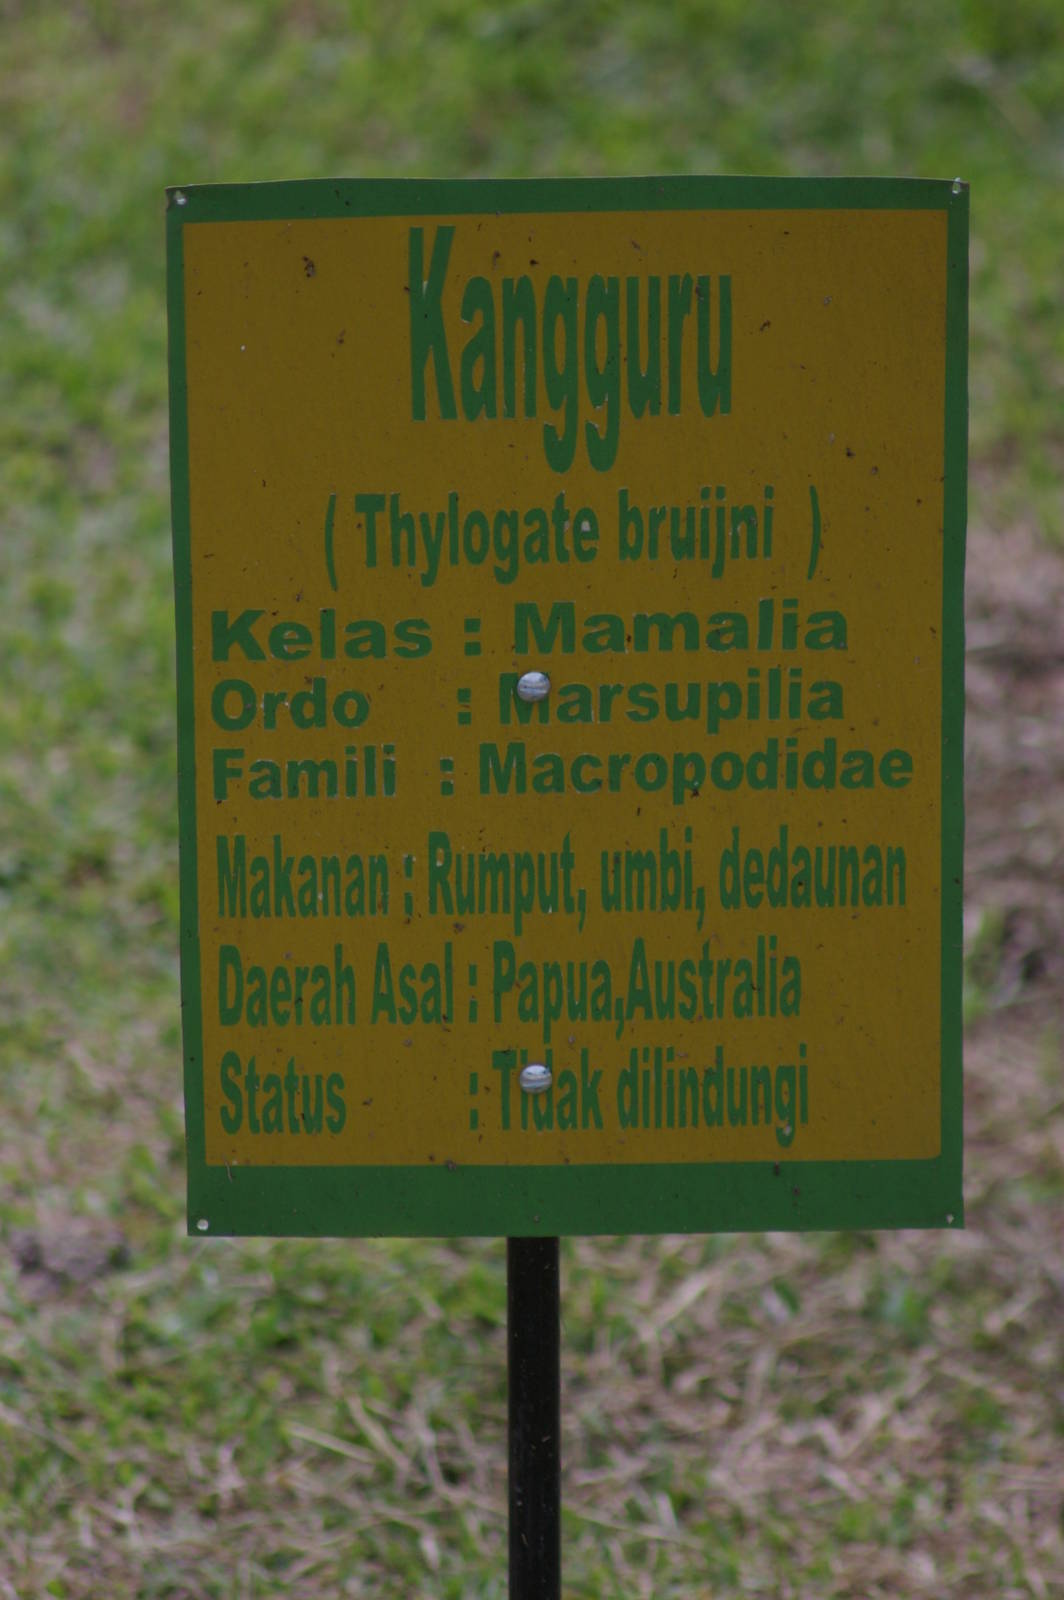 Kangguru
( Thylogate bruijni )
Kelas : Mamalia
Ordo : Marsupilia
Famili : Macropodidae
Makanan : Rumput, umbi, dedaunan
Daerah Asal : Papua,Australia
Status : Tidak dilindungi